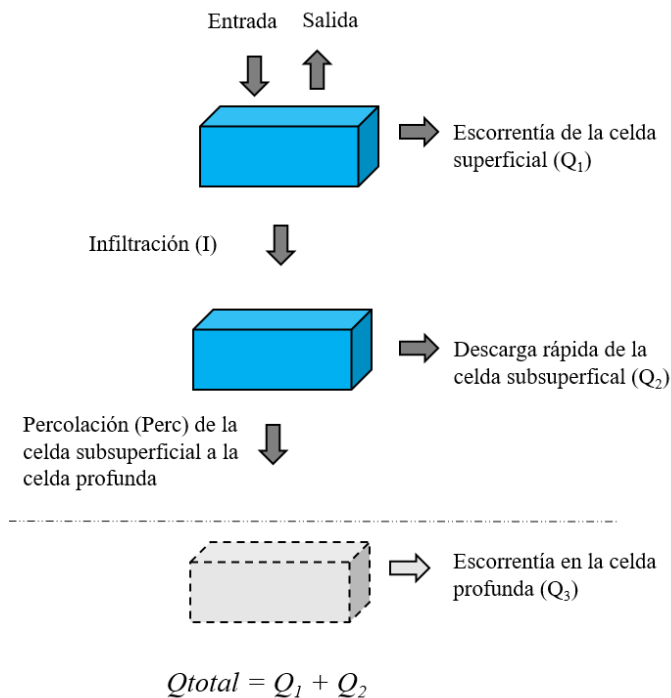 Entrada Salida
Escorrentía de la celda
superficial (Q₁)
Infiltración (I)
Descarga rápida de la
celda subsuperfical (Q₂)
Percolación (Perc) de la
celda subsuperficial a la
celda profunda
Escorrentía en la celda
profunda (Q₃)
Qtotal = Q₁ + Q₂